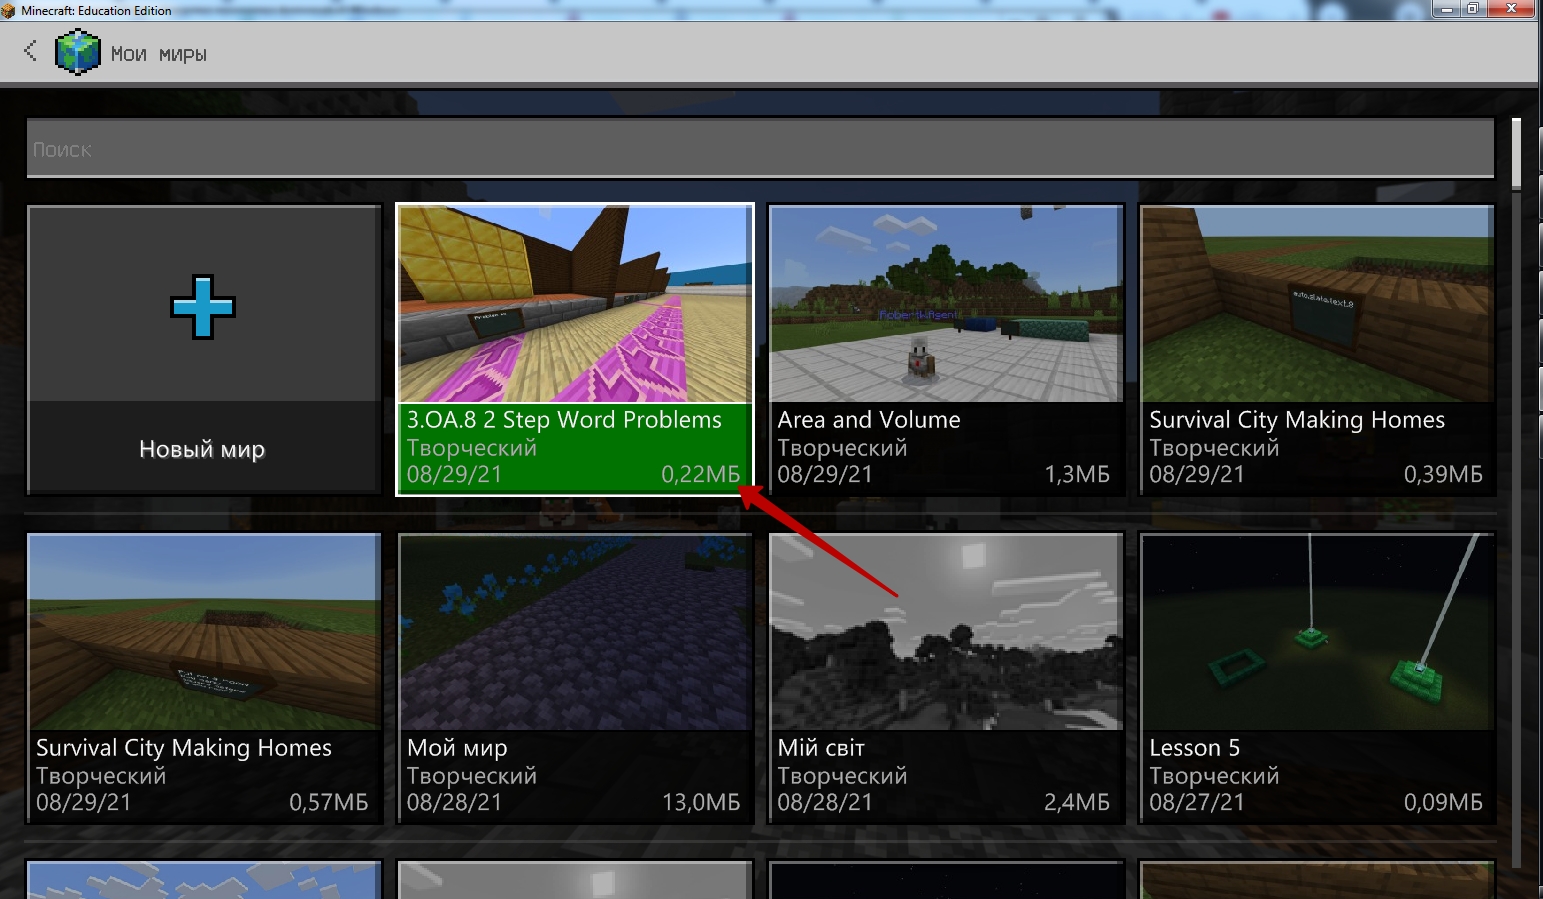 Minecraft: Education Edition
Мои миры
Поиск
Новый мир
Problem
3.OA.8 2 Step Word Problems
Творческий
08/29/21 0,22МБ
Area and Volume
Творческий
08/29/21 1,3МБ
Survival City Making Homes
Творческий
08/29/21 0,39МБ
Survival City Making Homes
Творческий
08/29/21 0,57МБ
Мой мир
Творческий
08/28/21 13,0МБ
Мій світ
Творческий
08/28/21 2,4МБ
Lesson 5
Творческий
08/27/21 0,09МБ